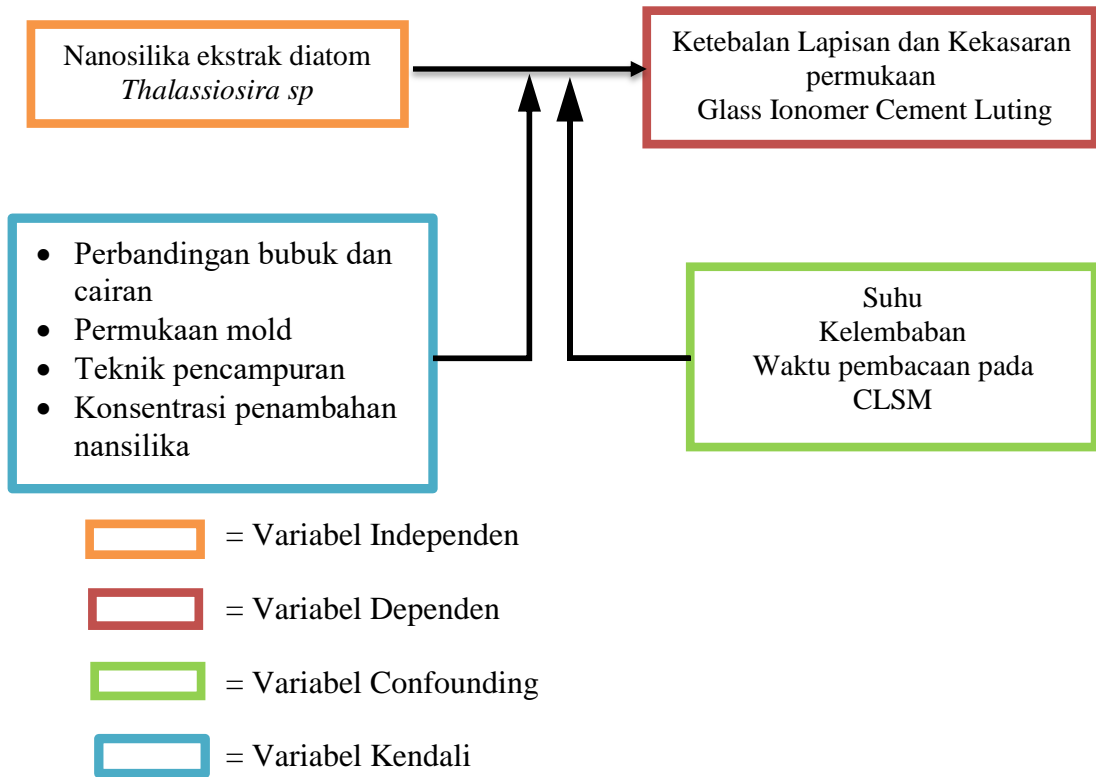 Nanosilika ekstrak diatom
Thalassiosira sp
Ketebalan Lapisan dan Kekasaran
permukaan
Glass Ionomer Cement Luting
• Perbandingan bubuk dan
cairan
• Permukaan mold
• Teknik pencampuran
• Konsentrasi penambahan
nansilika
Suhu
Kelembaban
Waktu pembacaan pada
CLSM
= Variabel Independen
= Variabel Dependen
= Variabel Confounding
= Variabel Kendali